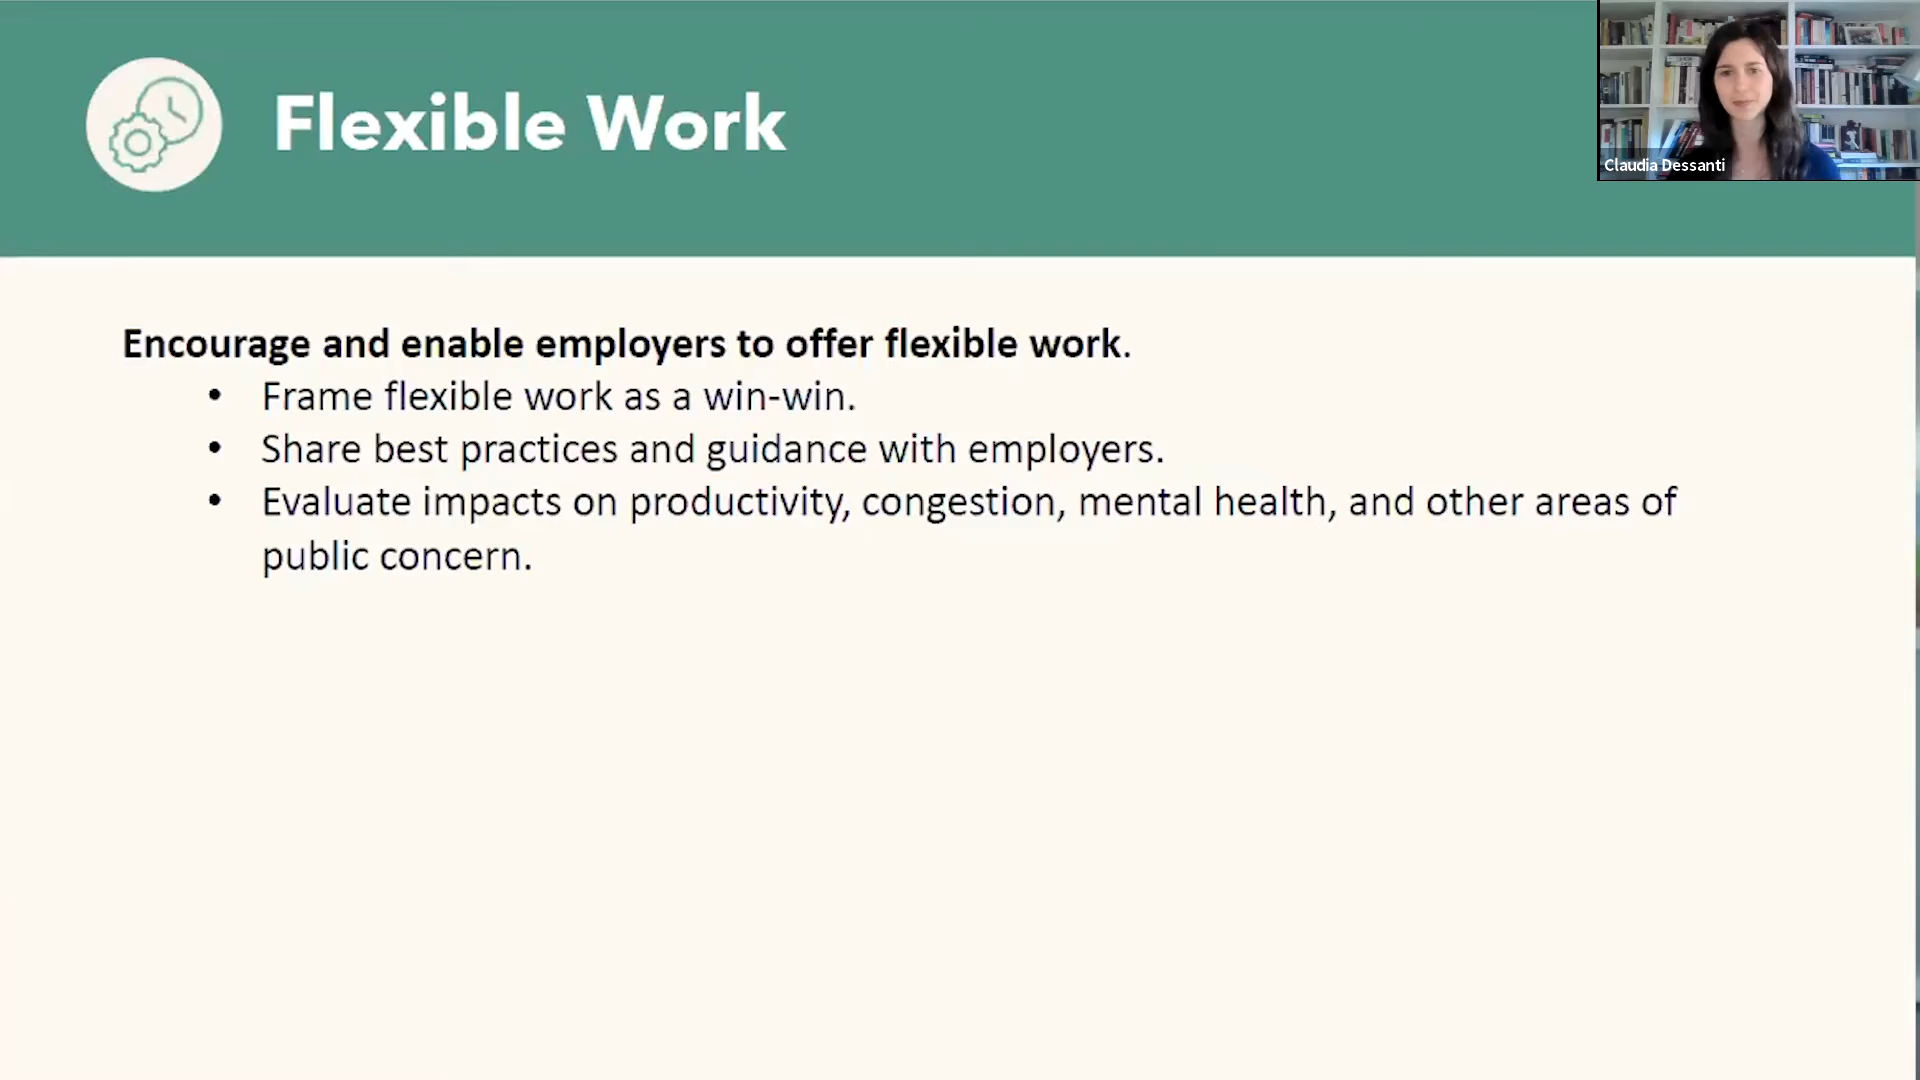 Flexible Work
Claudia Dessanti
Encourage and enable employers to offer flexible work.
• Frame flexible work as a win-win.
• Share best practices and guidance with employers.
• Evaluate impacts on productivity, congestion, mental health, and other areas of
public concern.